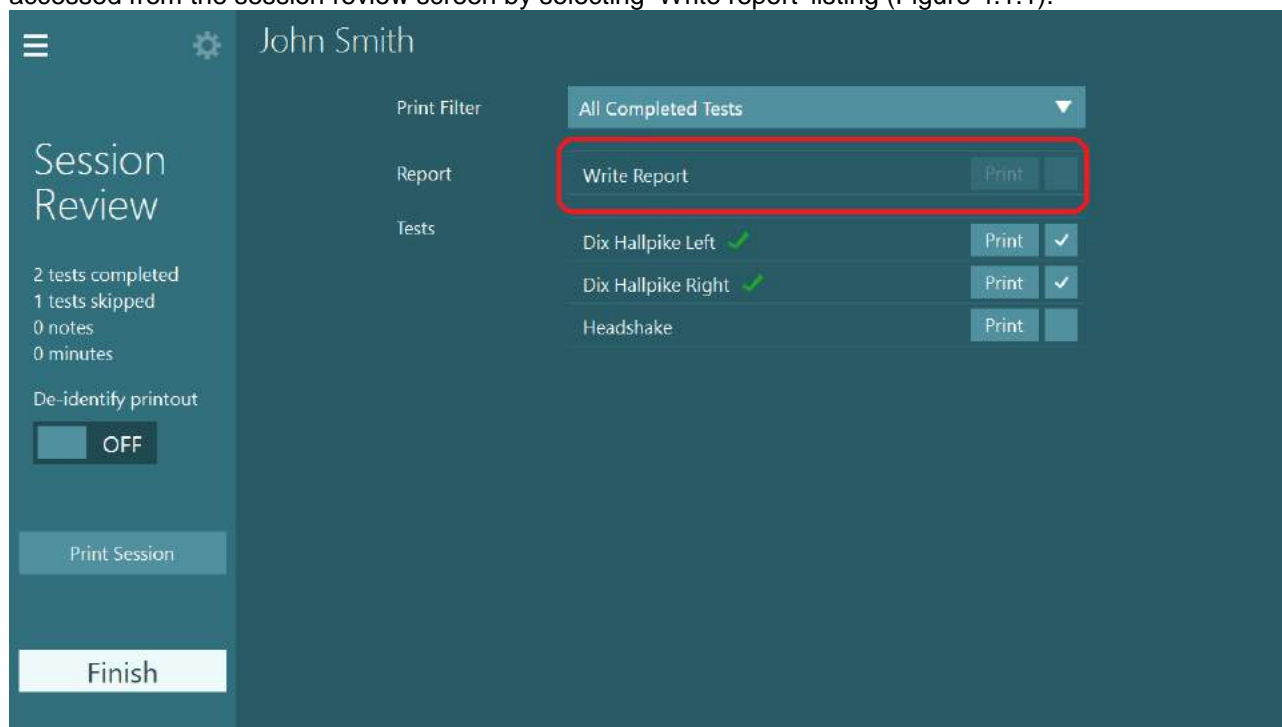 accessed from the session review screen by selecting ‘Write report’ listing (Figure 4.1.1).
John Smith
Print Filter All Completed Tests
Session
Review
Report Write Report Print
Tests
Dix Hallpike Left Print
Dix Hallpike Right Print
Headshake Print
2 tests completed
1 tests skipped
0 notes
0 minutes
De-identify printout
OFF
Print Session
Finish